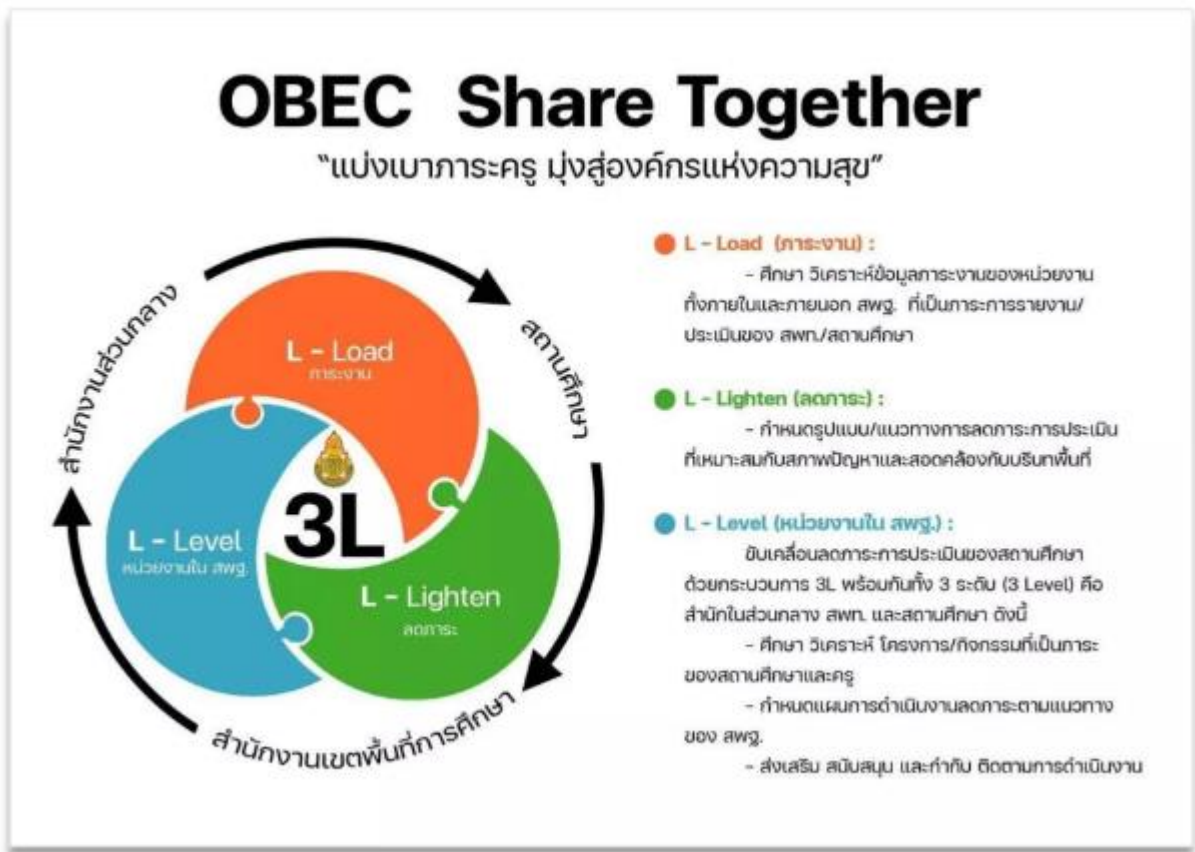 OBEC Share Together
“แบ่งเบาภาระครู มุ่งสู่องค์กรแห่งความสุข”
สำนักงานส่วนกลาง
สถานศึกษา
สำนักงานเขตพื้นที่การศึกษา
L - Load
ภาระงาน
L - Level
หน่วยงานใน สพฐ.
3L
L - Lighten
ลดภาระ
L - Load (ภาระงาน) :
- ศึกษา วิเคราะห์ข้อมูลภาระงานของหน่วยงาน
ทั้งภายในและภายนอก สพฐ. ที่เป็นภาระการรายงาน/
ประเมินของ สพท./สถานศึกษา
L - Lighten (ลดภาระ) :
- กำหนดรูปแบบ/แนวทางการลดภาระการประเมิน
ที่เหมาะสมกับสภาพปัญหาและสอดคล้องกับบริบทพื้นที่
L - Level (หน่วยงานใน สพฐ.) :
ขับเคลื่อนลดภาระการประเมินของสถานศึกษา
ด้วยกระบวนการ 3L พร้อมกันทั้ง 3 ระดับ (3 Level) คือ
สำนักในส่วนกลาง สพท. และสถานศึกษา ดังนี้
- ศึกษา วิเคราะห์ โครงการ/กิจกรรมที่เป็นภาระ
ของสถานศึกษาและครู
- กำหนดแผนการดำเนินงานลดภาระตามแนวทาง
ของ สพฐ.
- ส่งเสริม สนับสนุน และกำกับ ติดตามการดำเนินงาน